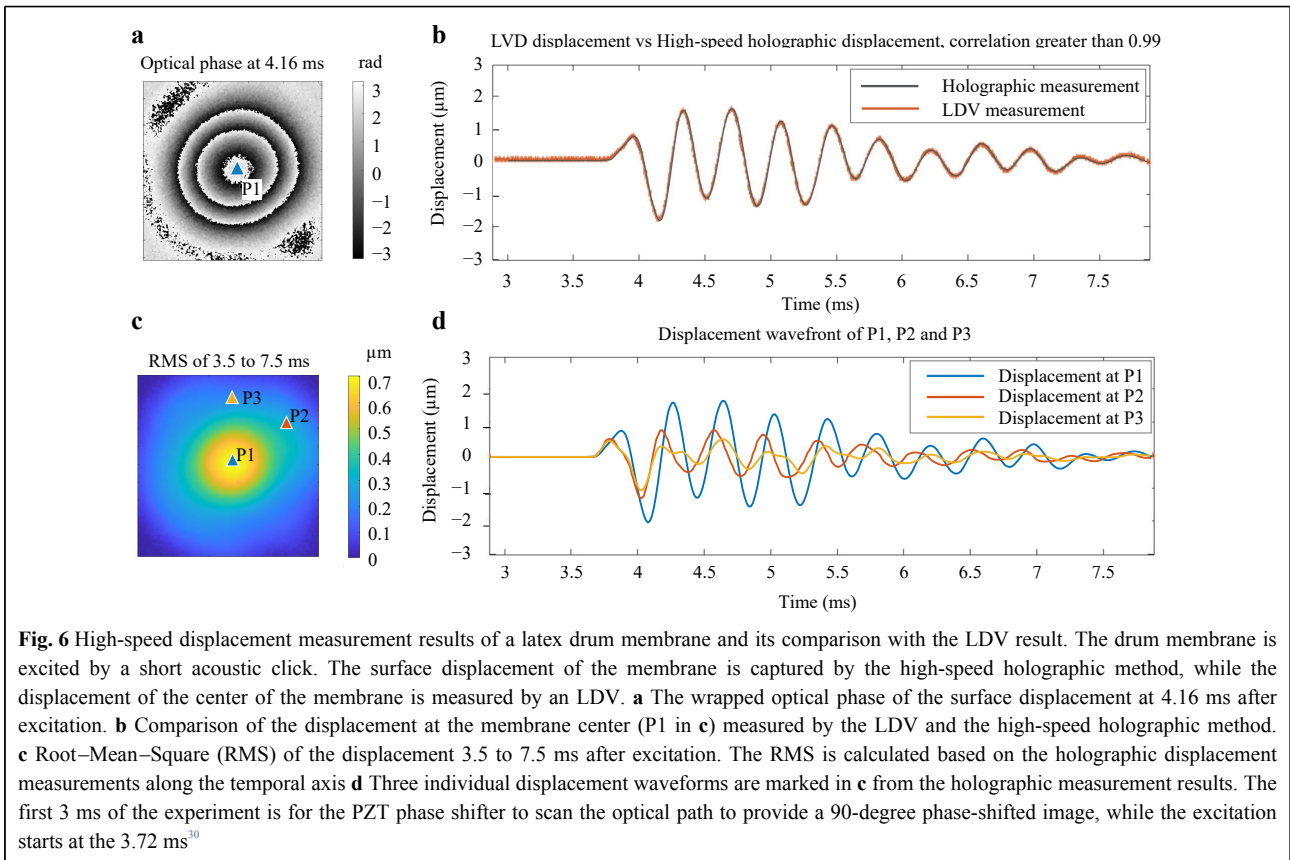 a
Optical phase at 4.16 ms
rad
3
2
1
0
−1
−2
−3
P1
b
LVD displacement vs High-speed holographic displacement, correlation greater than 0.99
Displacement (µm)
3
2
1
0
−1
−2
−3
Holographic measurement
LDV measurement
3
3.5
4
4.5
5
5.5
6
6.5
7
7.5
Time (ms)
c
RMS of 3.5 to 7.5 ms
µm
0.7
0.6
0.5
0.4
0.3
0.2
0.1
0
P3
P2
P1
d
Displacement wavefront of P1, P2 and P3
Displacement (µm)
3
2
1
0
−1
−2
−3
Displacement at P1
Displacement at P2
Displacement at P3
3
3.5
4
4.5
5
5.5
6
6.5
7
7.5
Time (ms)
Fig. 6 High-speed displacement measurement results of a latex drum membrane and its comparison with the LDV result. The drum membrane is
excited by a short acoustic click. The surface displacement of the membrane is captured by the high-speed holographic method, while the
displacement of the center of the membrane is measured by an LDV. a The wrapped optical phase of the surface displacement at 4.16 ms after
excitation. b Comparison of the displacement at the membrane center (P1 in c) measured by the LDV and the high-speed holographic method.
c Root−Mean−Square (RMS) of the displacement 3.5 to 7.5 ms after excitation. The RMS is calculated based on the holographic displacement
measurements along the temporal axis d Three individual displacement waveforms are marked in c from the holographic measurement results. The
first 3 ms of the experiment is for the PZT phase shifter to scan the optical path to provide a 90-degree phase-shifted image, while the excitation
starts at the 3.72 ms30